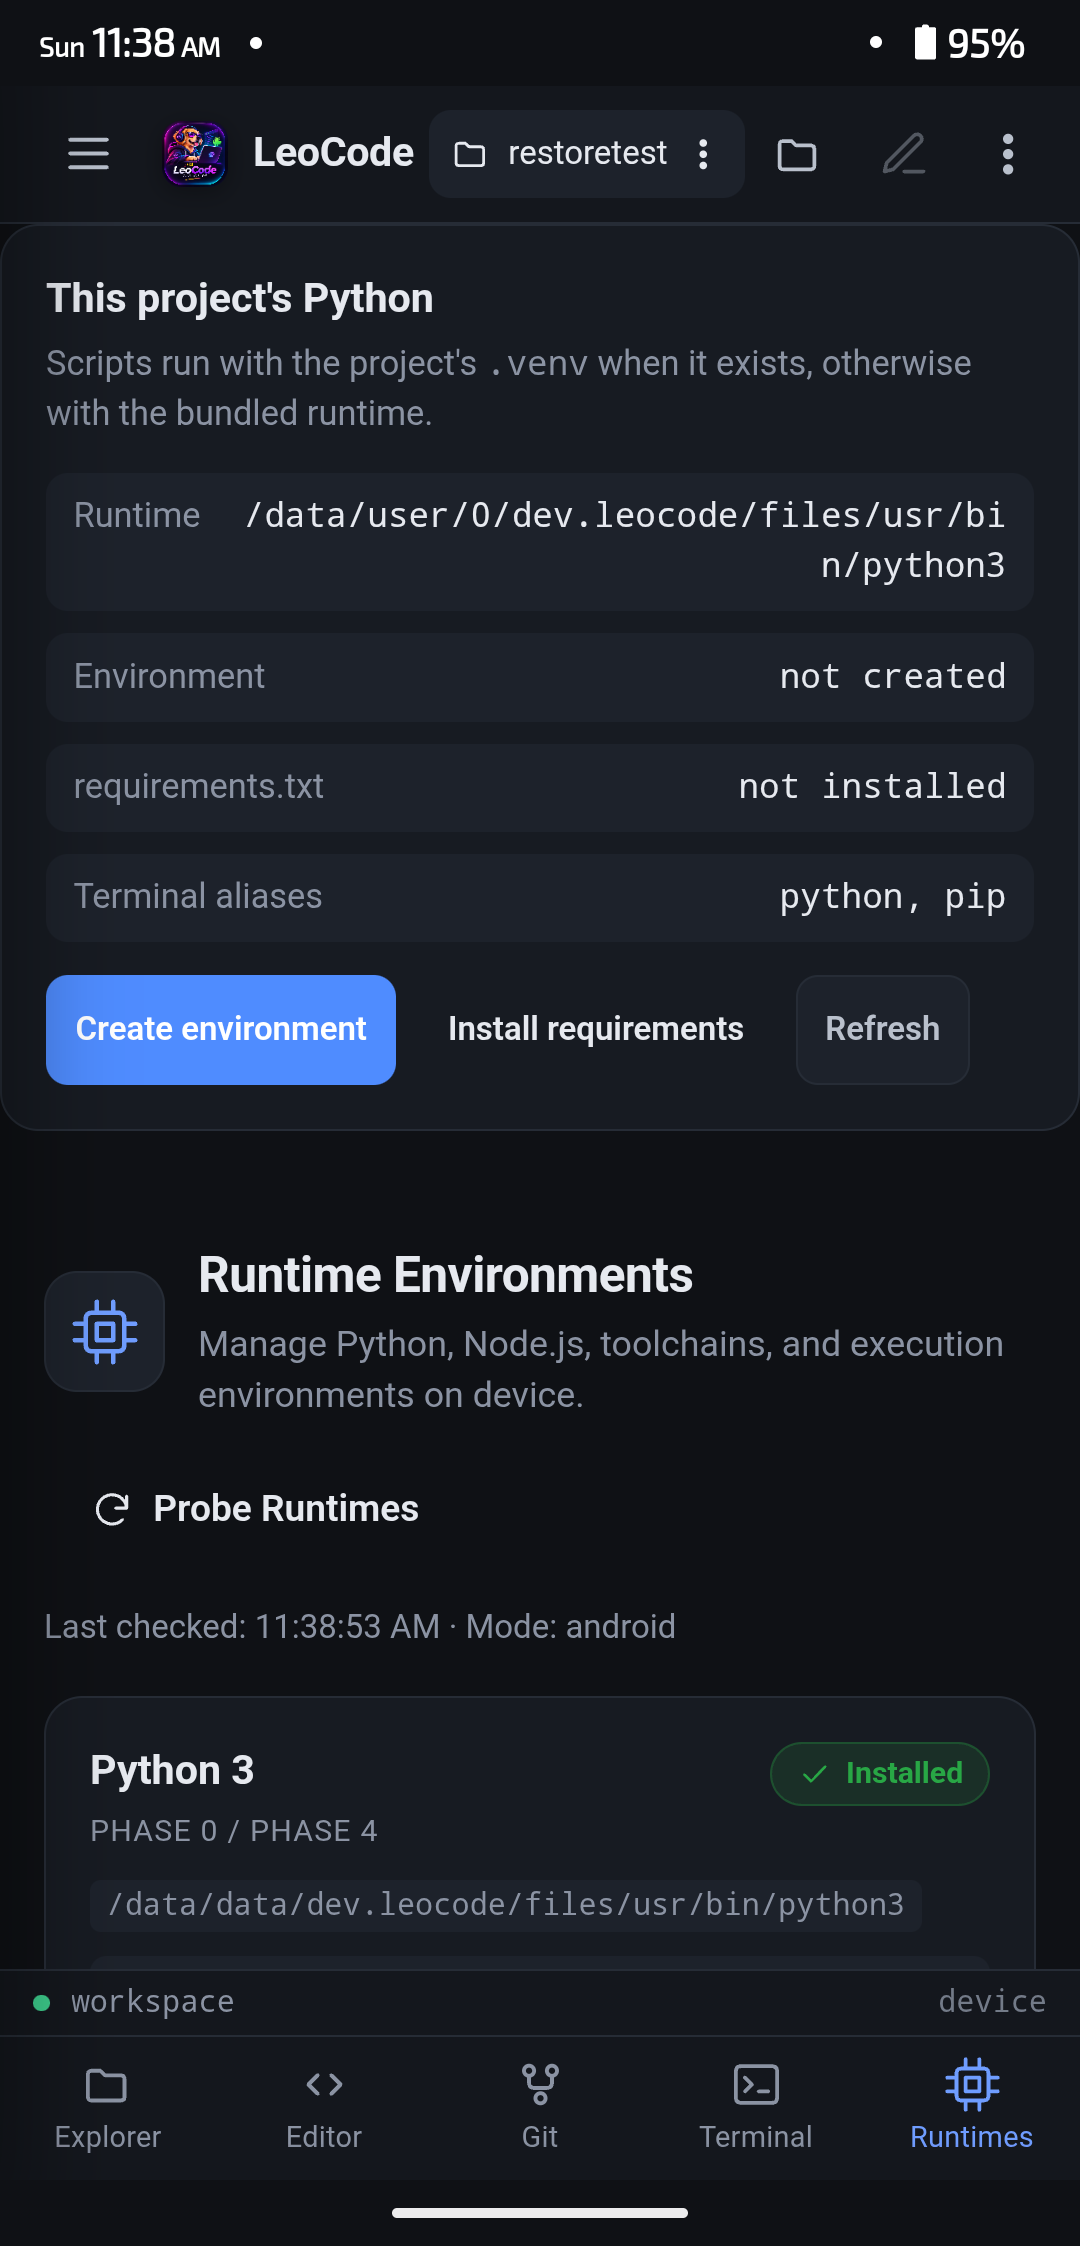 Sun 11:38 AM
95%
LeoCode
LeoCode
restoretest
This project's Python
Scripts run with the project's .venv when it exists, otherwise
with the bundled runtime.
Runtime /data/user/0/dev.leocode/files/usr/bi
n/python3
Environment not created
requirements.txt not installed
Terminal aliases python, pip
Create environment Install requirements Refresh
Runtime Environments
Manage Python, Node.js, toolchains, and execution
environments on device.
Probe Runtimes
Last checked: 11:38:53 AM · Mode: android
Python 3 Installed
PHASE 0 / PHASE 4
/data/data/dev.leocode/files/usr/bin/python3
workspace device
Explorer Editor Git Terminal Runtimes